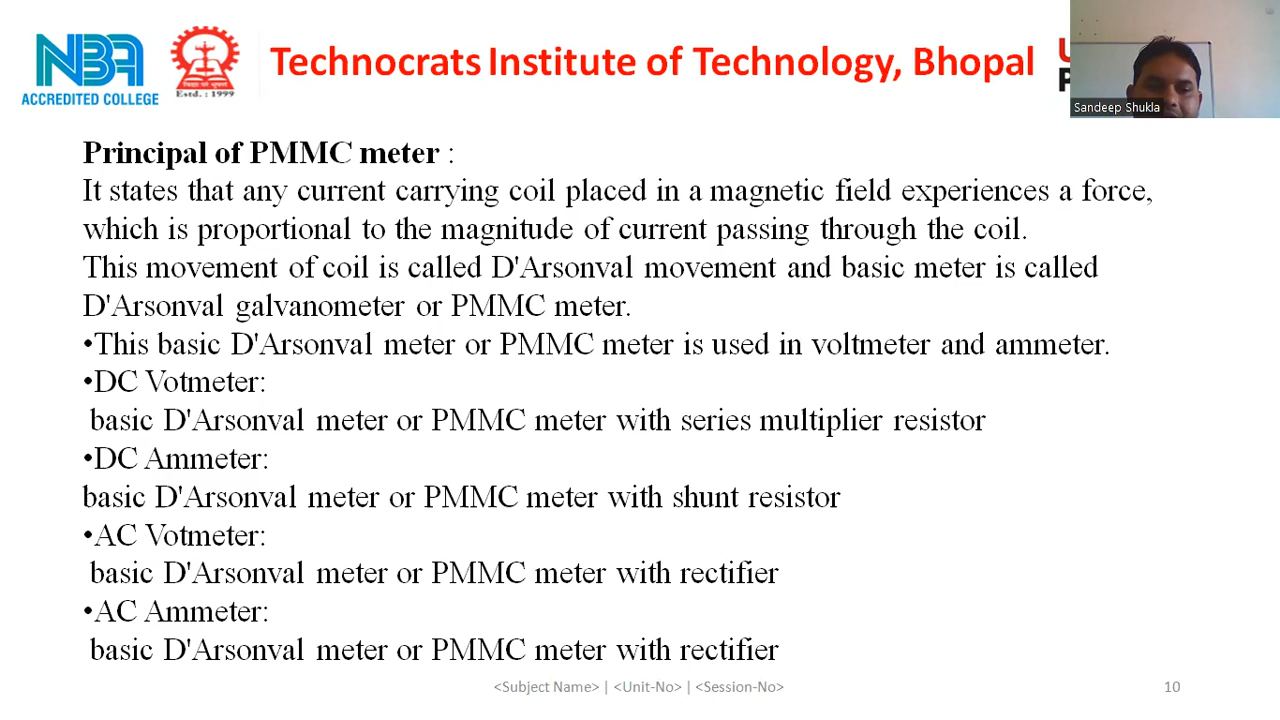 NBA
ACCREDITED COLLEGE
Estd. : 1999
Technocrats Institute of Technology, Bhopal
Sandeep Shukla
Principal of PMMC meter :
It states that any current carrying coil placed in a magnetic field experiences a force,
which is proportional to the magnitude of current passing through the coil.
This movement of coil is called D'Arsonval movement and basic meter is called
D'Arsonval galvanometer or PMMC meter.
•This basic D'Arsonval meter or PMMC meter is used in voltmeter and ammeter.
•DC Votmeter:
basic D'Arsonval meter or PMMC meter with series multiplier resistor
•DC Ammeter:
basic D'Arsonval meter or PMMC meter with shunt resistor
•AC Votmeter:
basic D'Arsonval meter or PMMC meter with rectifier
•AC Ammeter:
basic D'Arsonval meter or PMMC meter with rectifier
<Subject Name> | <Unit-No> | <Session-No>
10